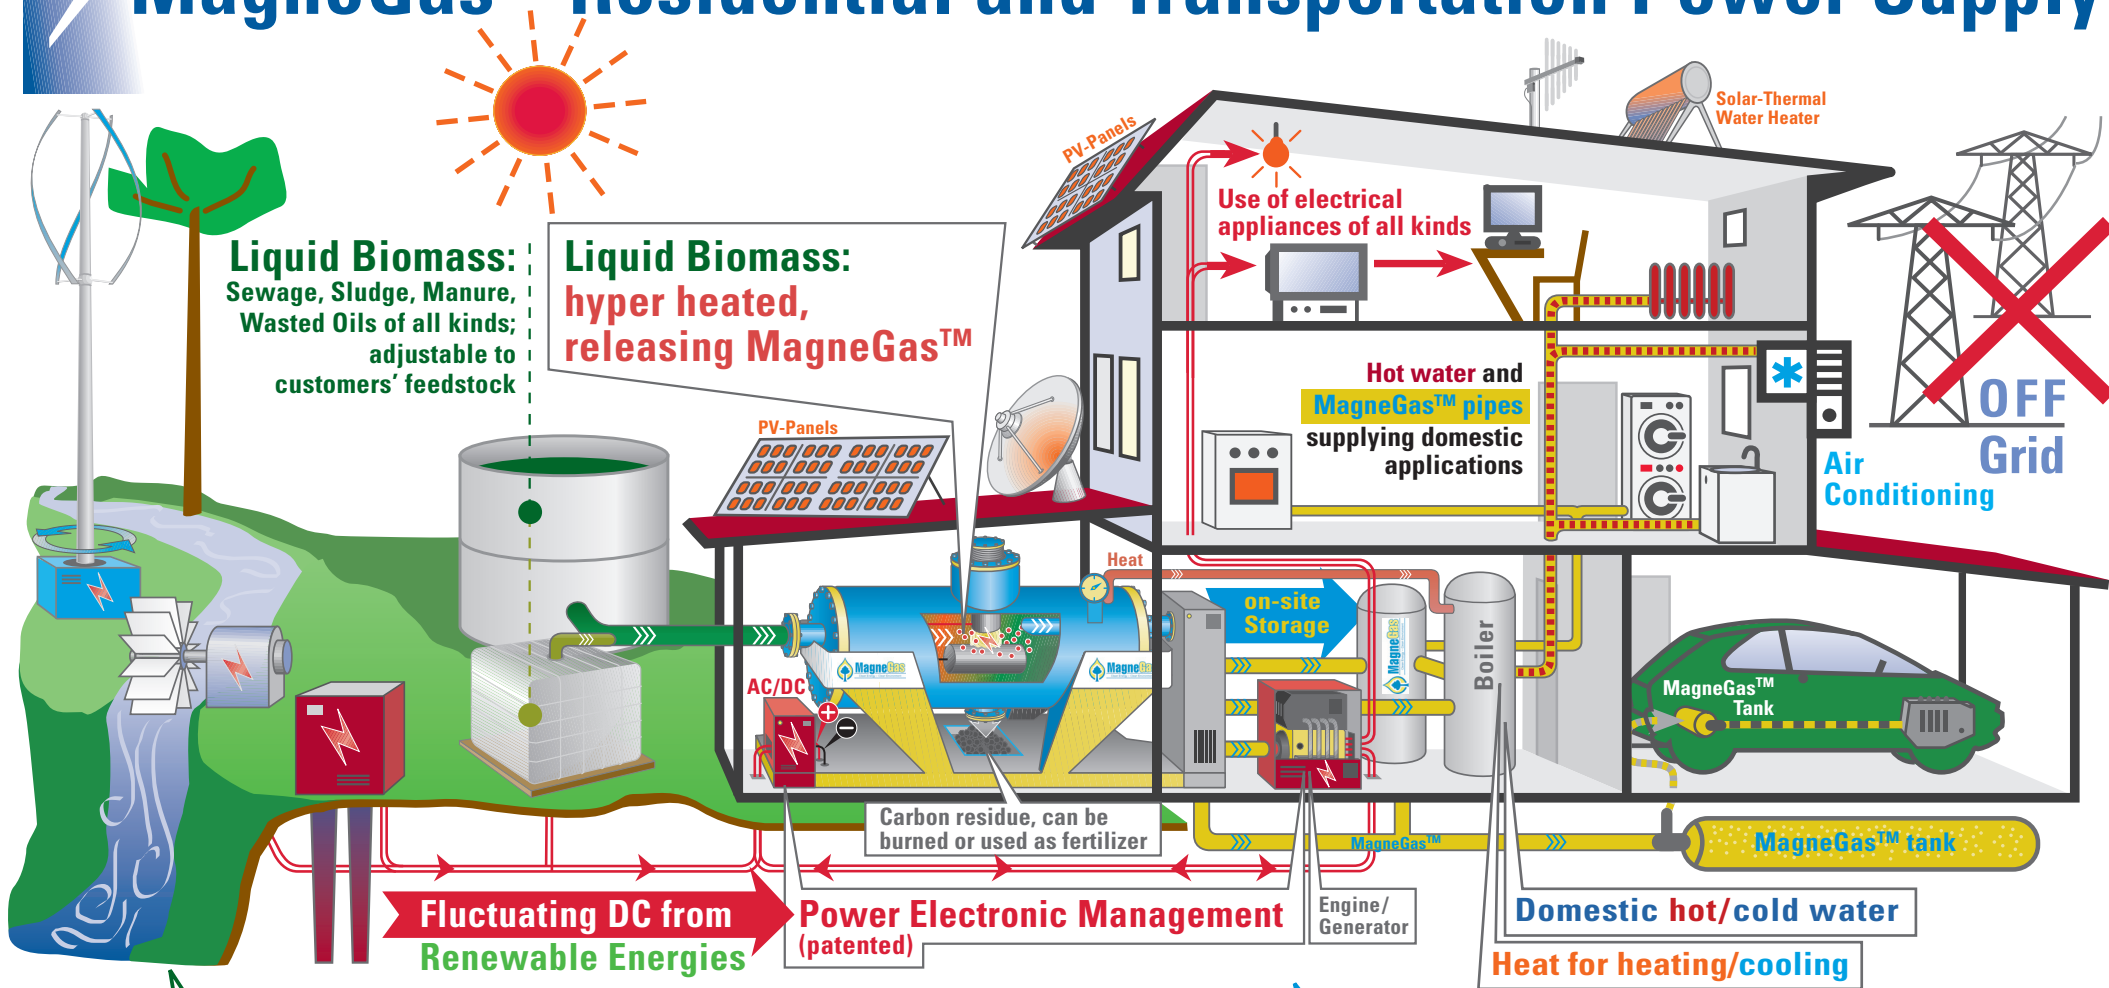 MagneGas™ Residential and Transportation Power Supply
Solar-Thermal
Water Heater
PV-Panels
Use of electrical
appliances of all kinds
Liquid Biomass:
Sewage, Sludge, Manure,
Wasted Oils of all kinds;
adjustable to
customers’ feedstock
Liquid Biomass:
hyper heated,
releasing MagneGas™
PV-Panels
Hot water and
MagneGas™ pipes
supplying domestic
applications
OFF
Grid
Air
Conditioning
Heat
on-site
Storage
MagneGas
Boiler
MagneGas
MagneGas
AC/DC
+
−
MagneGas™
Tank
Carbon residue, can be
burned or used as fertilizer
MagneGas™
MagneGas™ tank
Fluctuating DC from
Renewable Energies
Power Electronic Management
(patented)
Engine/
Generator
Domestic hot/cold water
Heat for heating/cooling